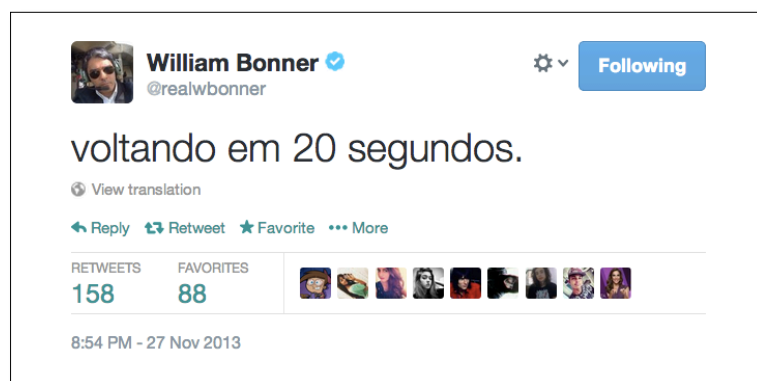 William Bonner
@realwbonner
Following
voltando em 20 segundos.
View translation
Reply Retweet Favorite ••• More
RETWEETS FAVORITES
158 88
8:54 PM - 27 Nov 2013